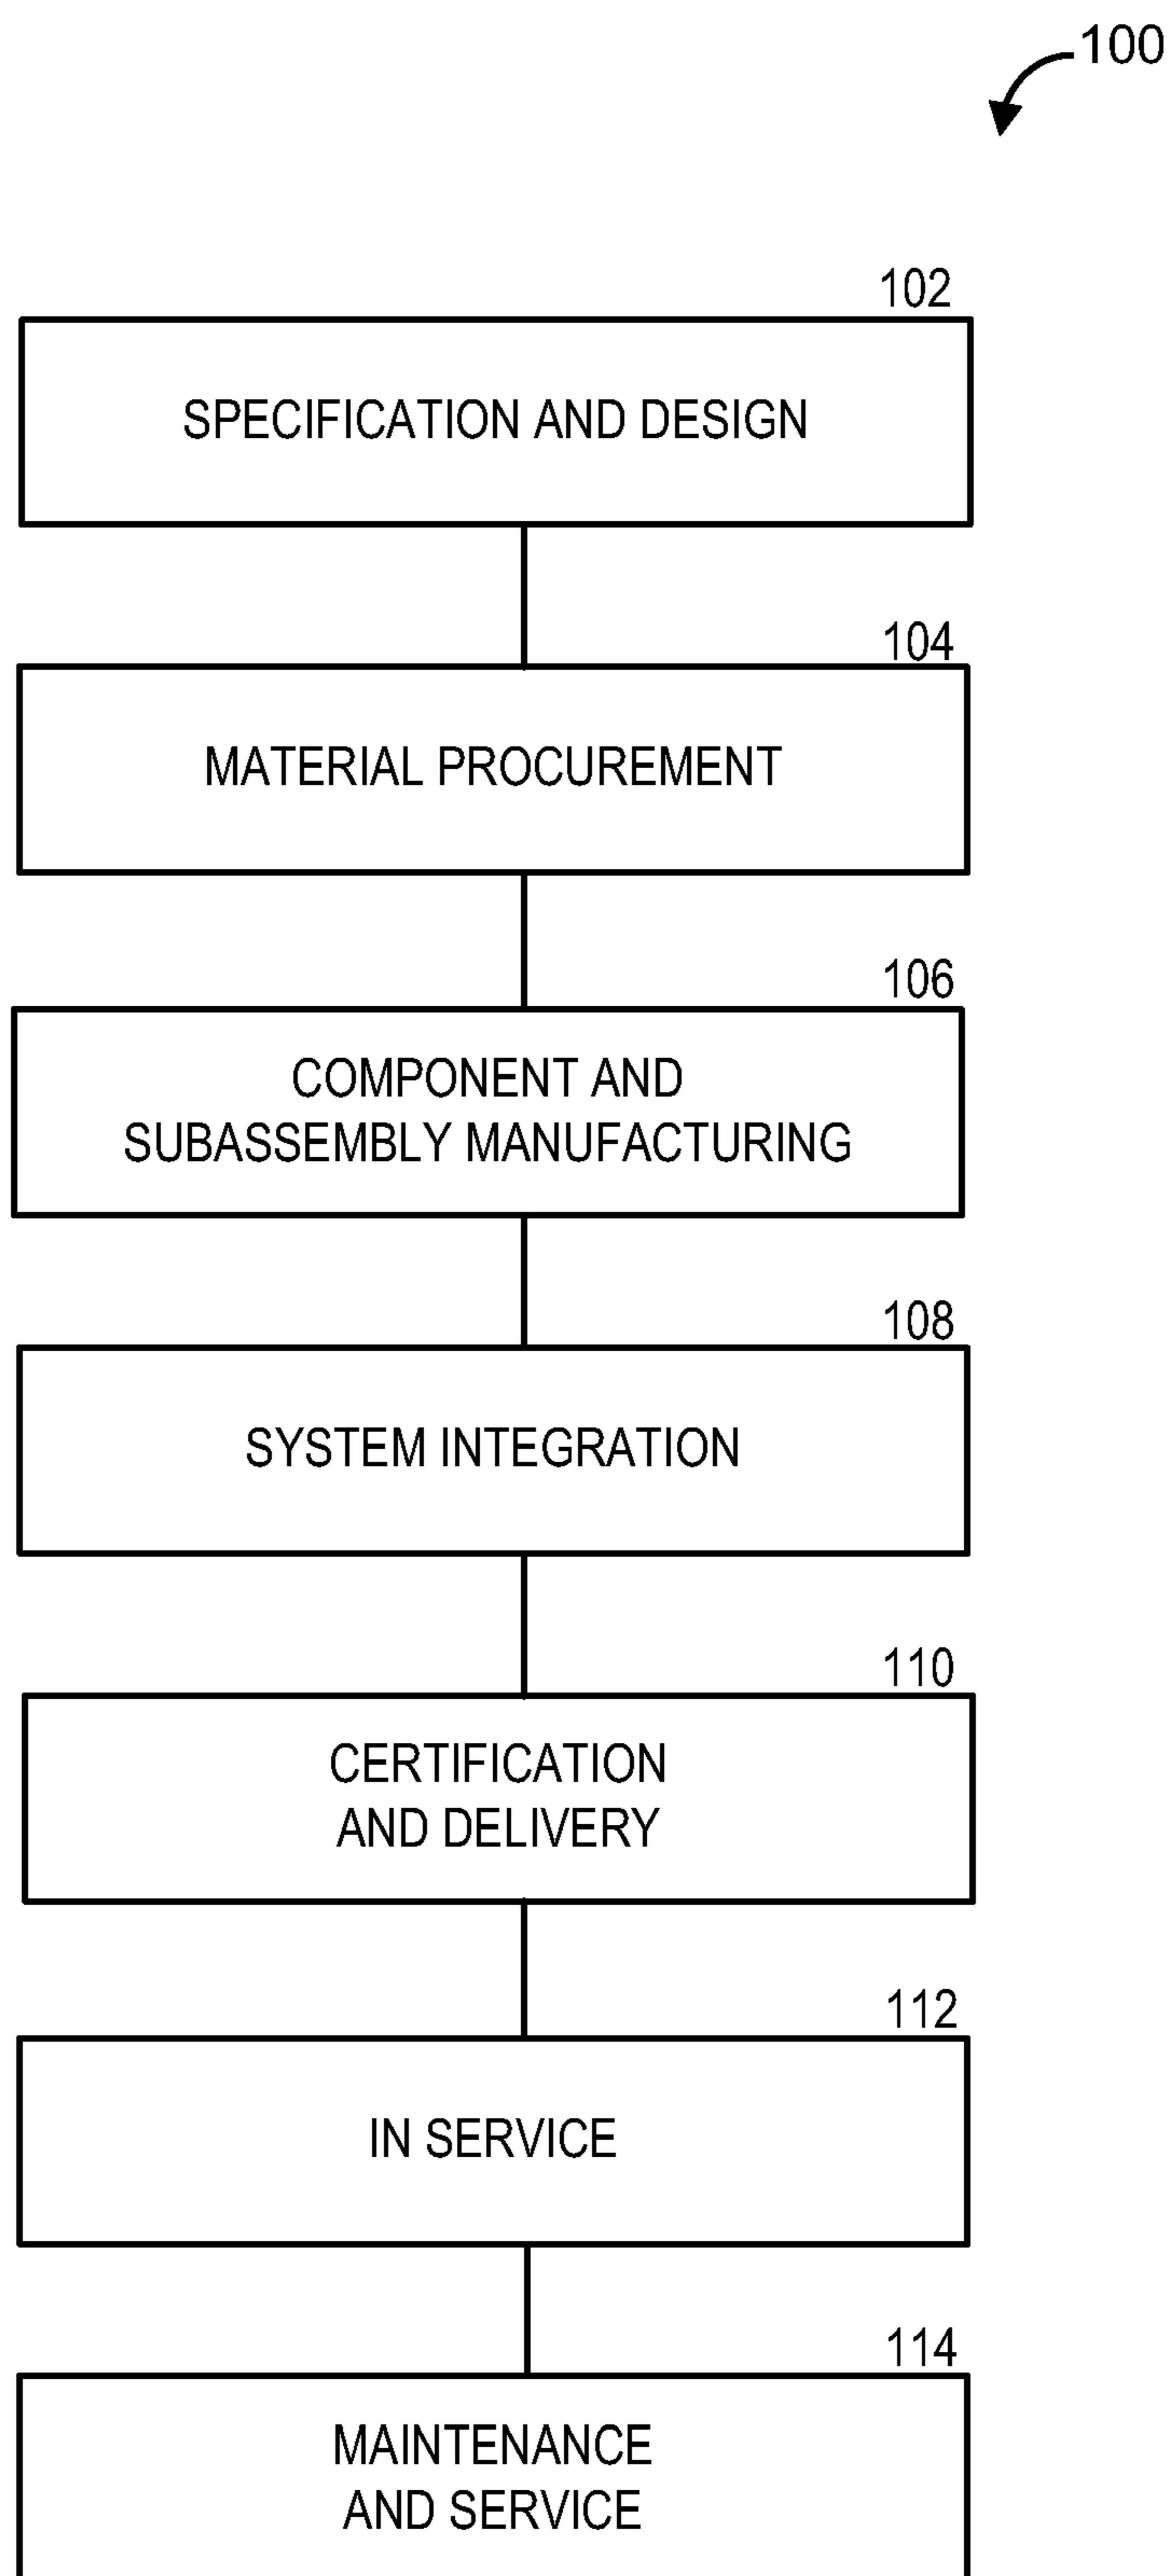 100
102
SPECIFICATION AND DESIGN
104
MATERIAL PROCUREMENT
106
COMPONENT AND
SUBASSEMBLY MANUFACTURING
108
SYSTEM INTEGRATION
110
CERTIFICATION
AND DELIVERY
112
IN SERVICE
114
MAINTENANCE
AND SERVICE